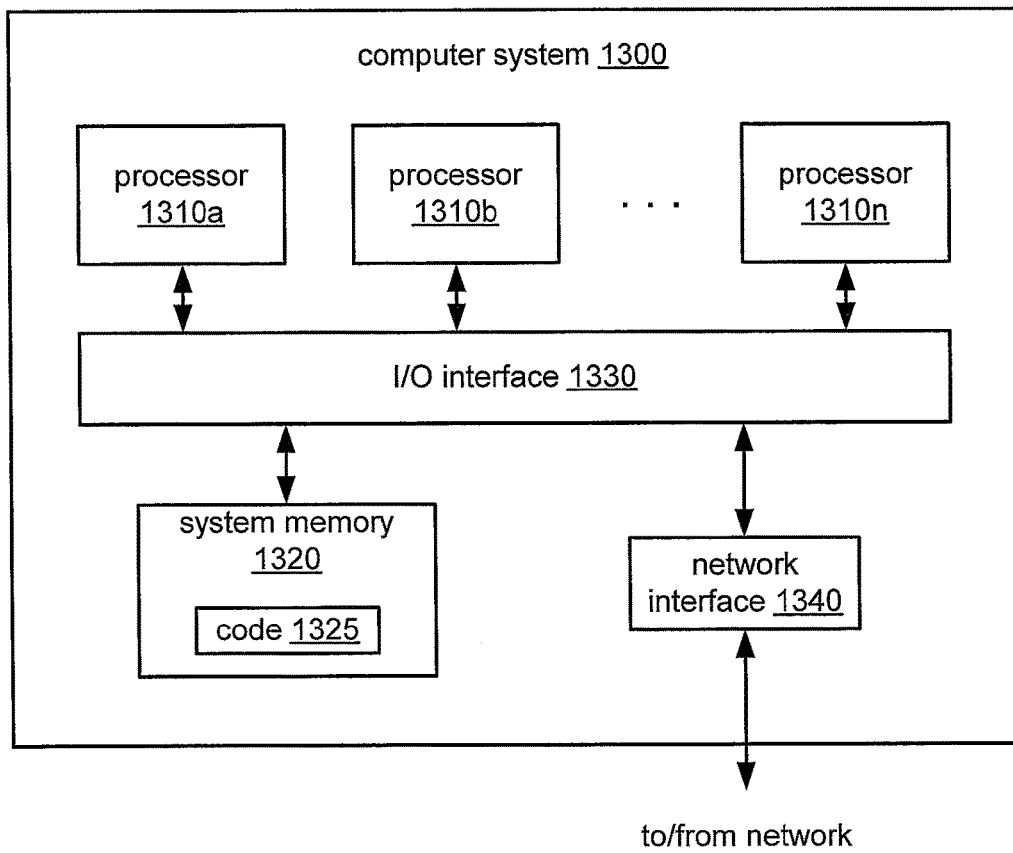 computer system 1300
processor
1310a
processor
1310b
. . .
processor
1310n
I/O interface 1330
system memory
1320
code 1325
network
interface 1340
to/from network